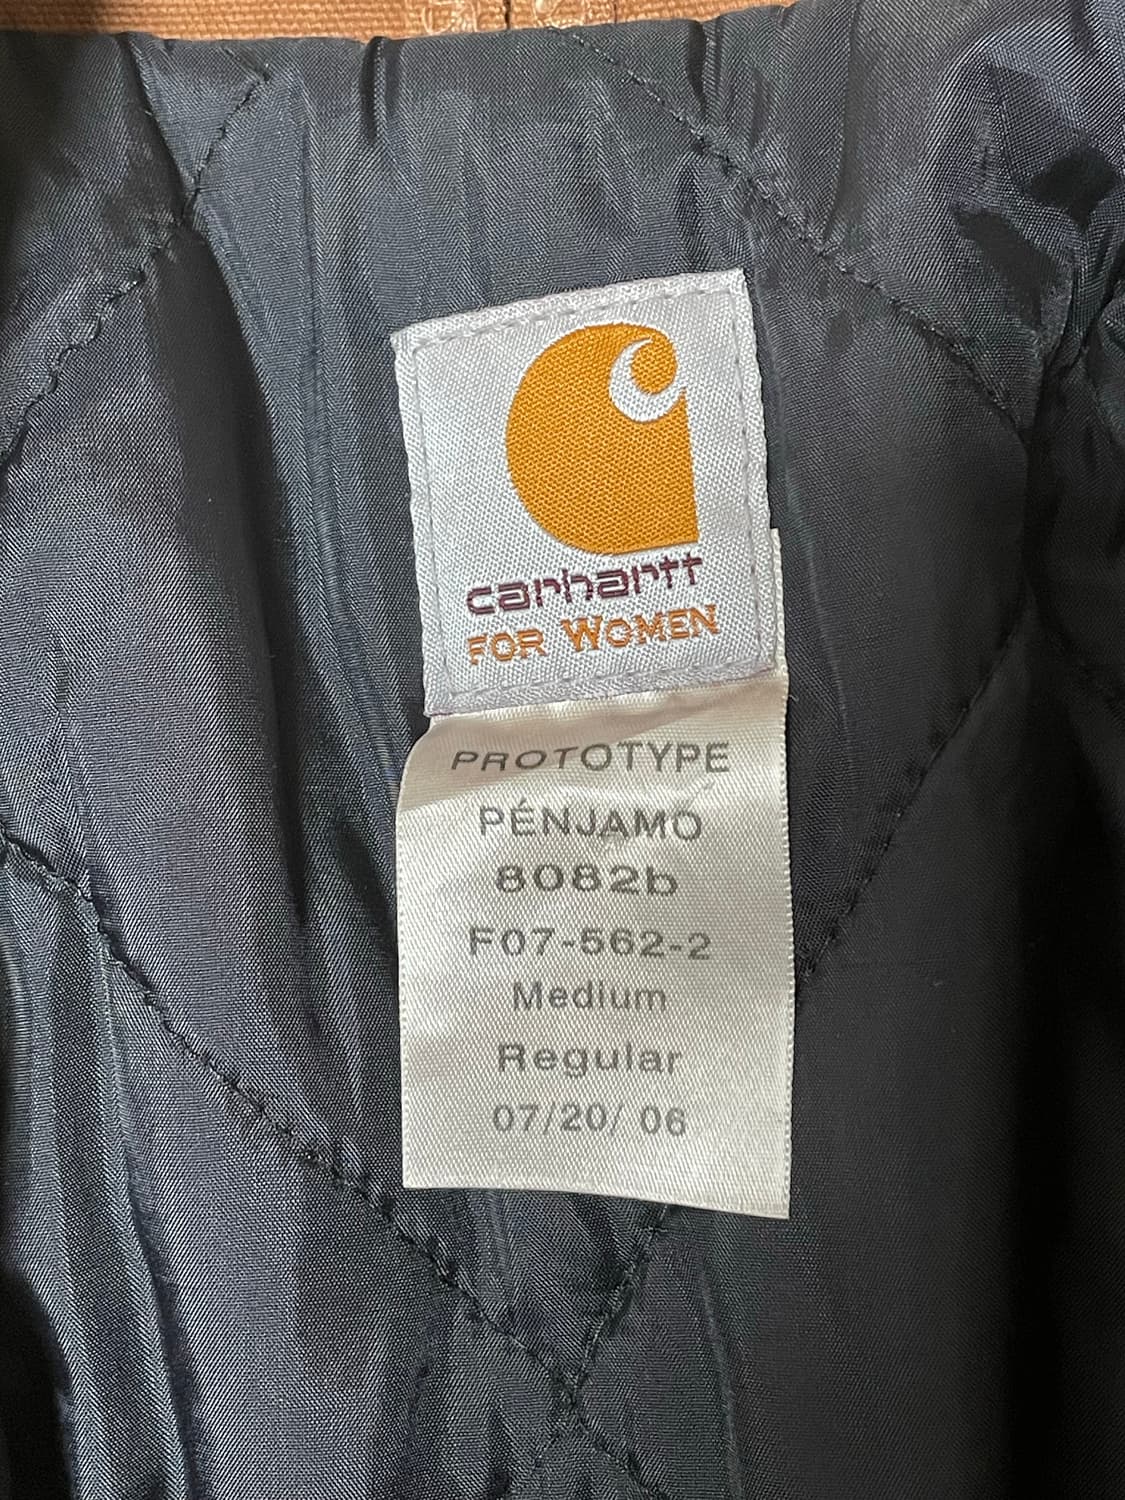 carhartt
FOR WOMEN
PROTOTYPE
PÉNJAMO
8082b
F07-562-2
Medium
Regular
07/20/ 06